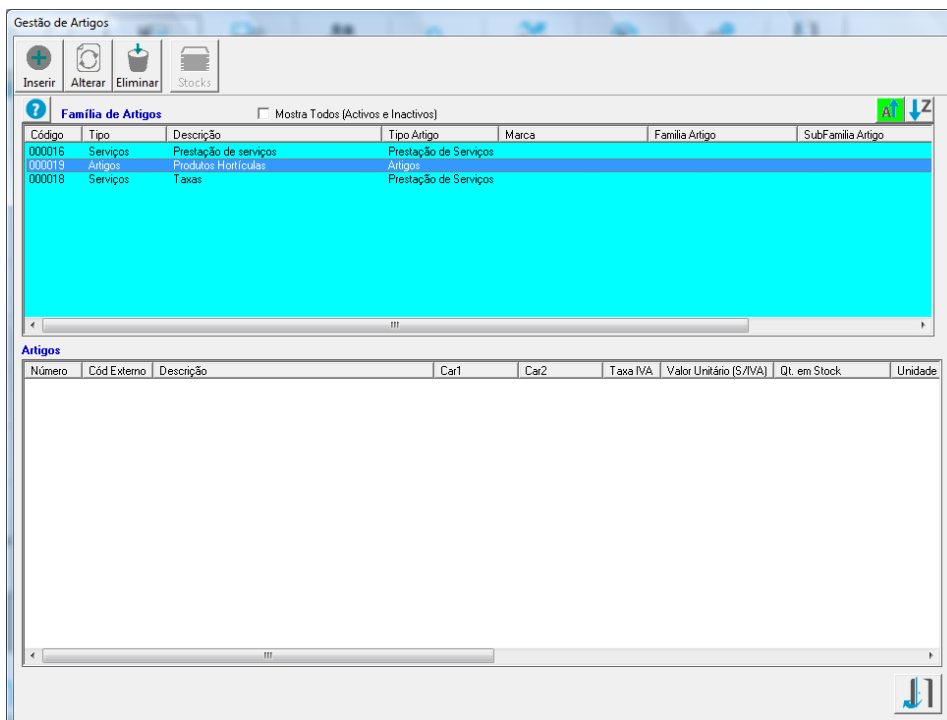 Gestão de Artigos
Inserir Alterar Eliminar Stocks
? Família de Artigos Mostra Todos (Activos e Inactivos) A Z
Código Tipo Descrição Tipo Artigo Marca Familia Artigo SubFamilia Artigo
000016 Serviços Prestação de serviços Prestação de Serviços
000019 Artigos Produtos Hortículas Artigos
000018 Serviços Taxas Prestação de Serviços
Artigos
Número Cód Externo Descrição Car1 Car2 Taxa IVA Valor Unitário (S/IVA) Qt. em Stock Unidade